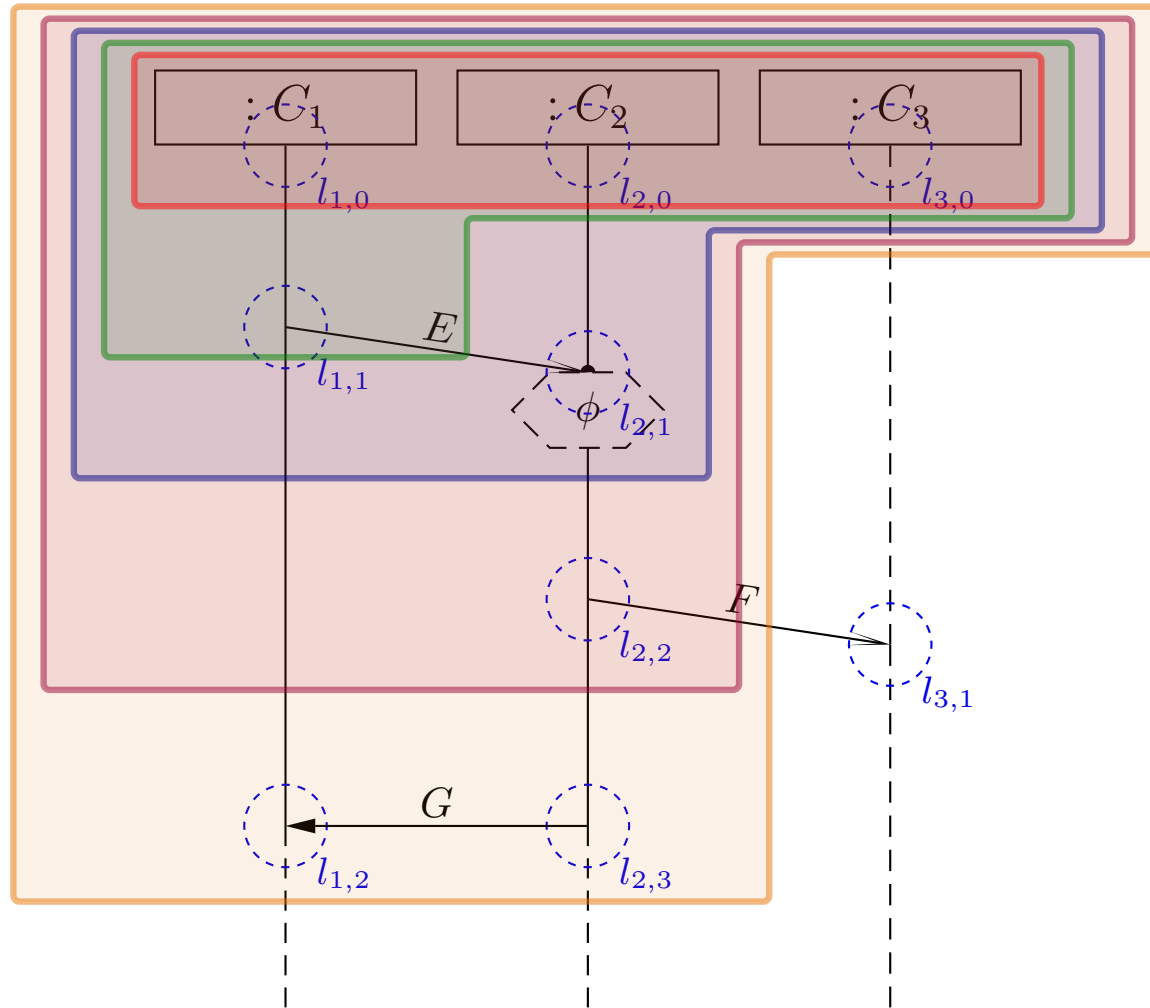 : C₁ : C₂ : C₃
l₁,₀ l₂,₀ l₃,₀
E
l₁,₁
ϕ l₂,₁
F
l₂,₂
l₃,₁
G
l₁,₂ l₂,₃